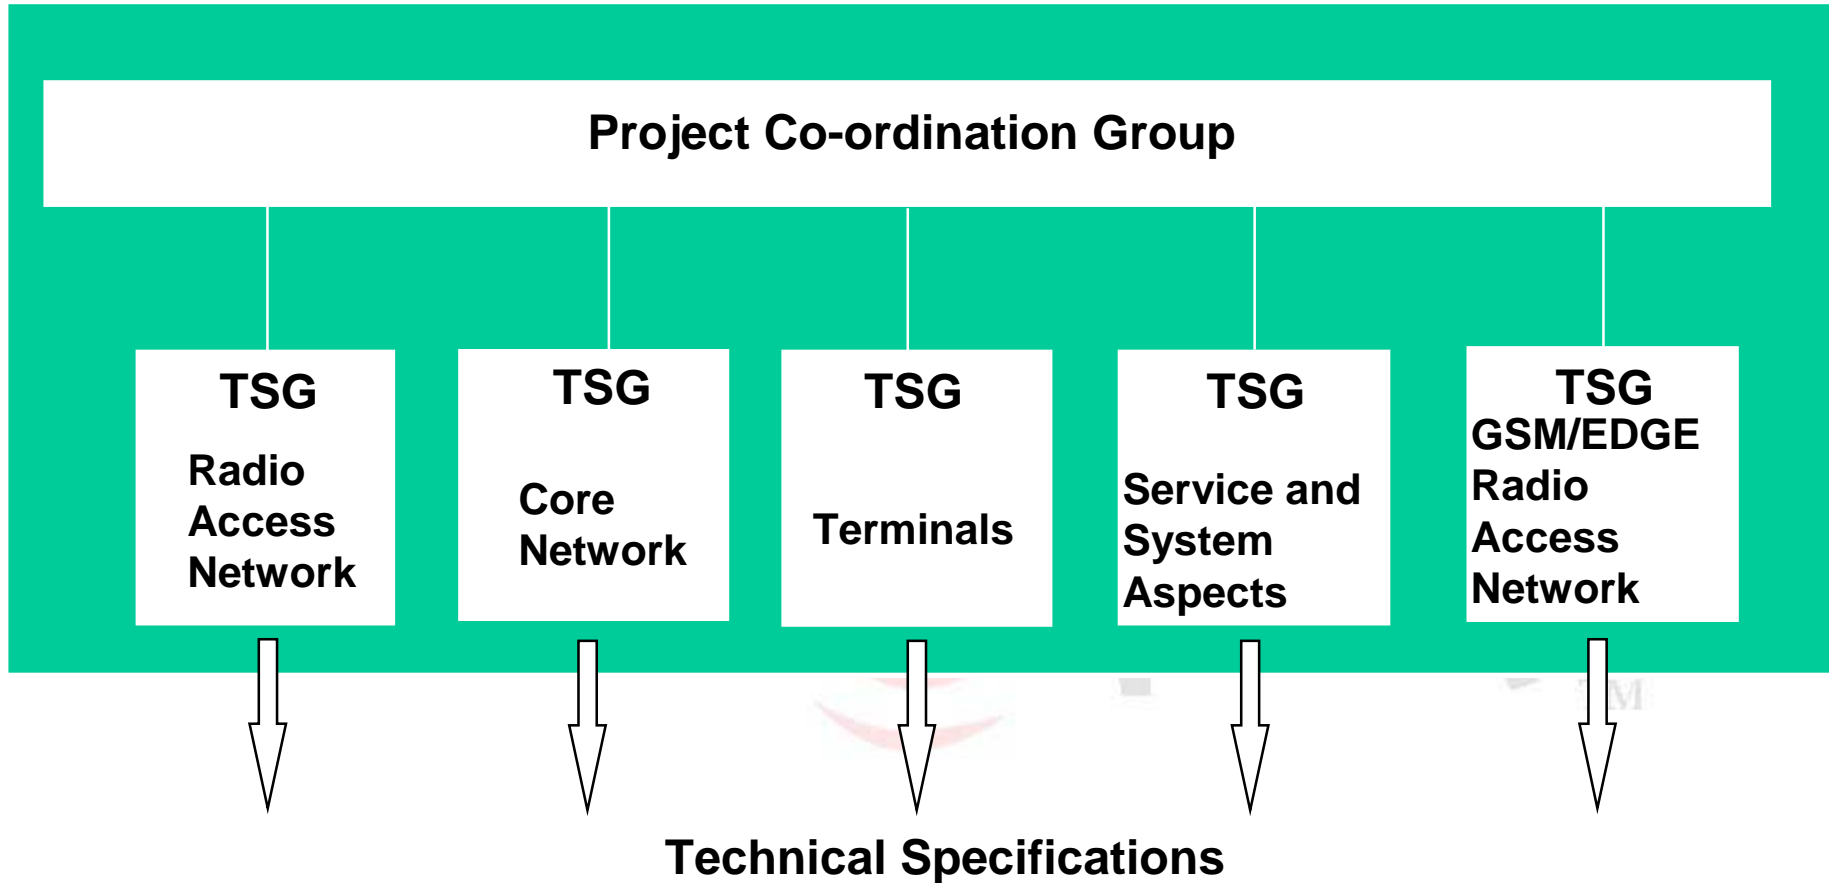 Project Co-ordination Group
TSG
Radio
Access
Network
TSG
Core
Network
TSG
Terminals
TSG
Service and
System
Aspects
TSG
GSM/EDGE
Radio
Access
Network
TM
Technical Specifications